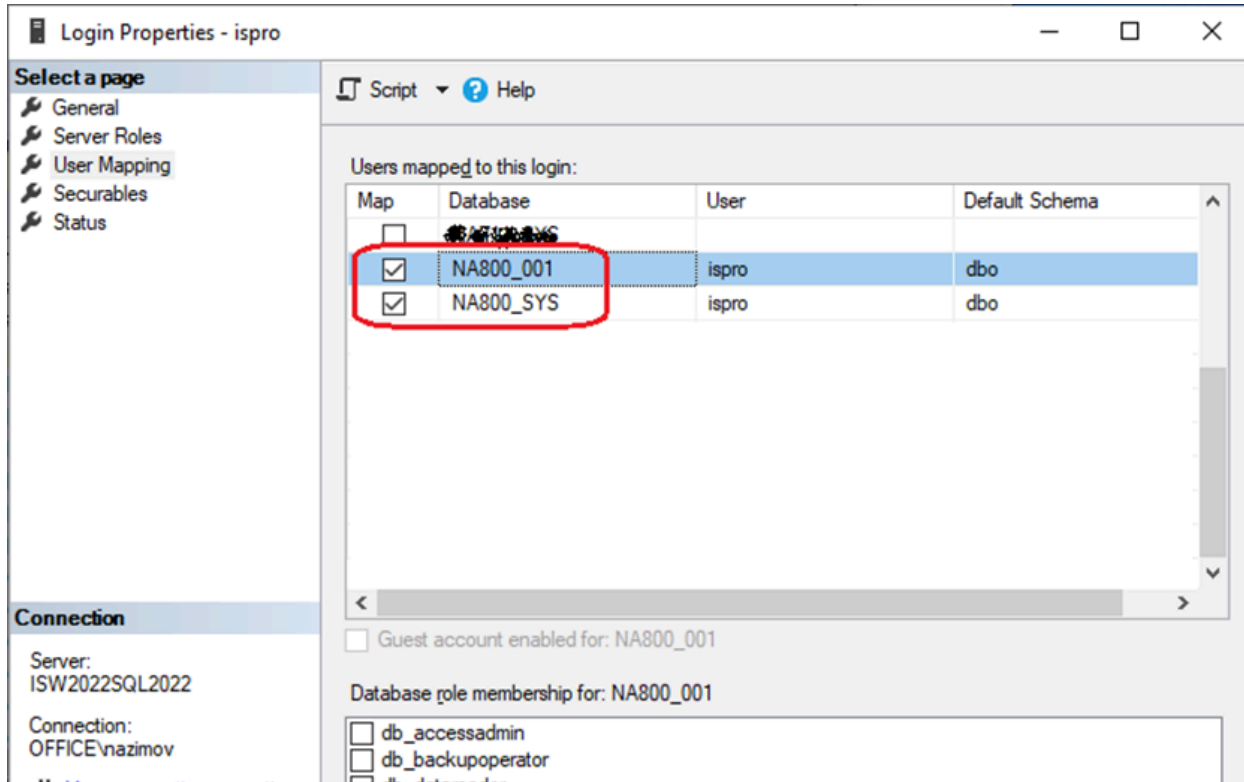 Login Properties - ispro
Select a page
General
Server Roles
User Mapping
Securables
Status
Script Help
Users mapped to this login:
Map Database User Default Schema
NA800_001 ispro dbo
NA800_SYS ispro dbo
Guest account enabled for: NA800_001
Database role membership for: NA800_001
db_accessadmin
db_backupoperator
Connection
Server:
ISW2022SQL2022
Connection:
OFFICE\nazimov